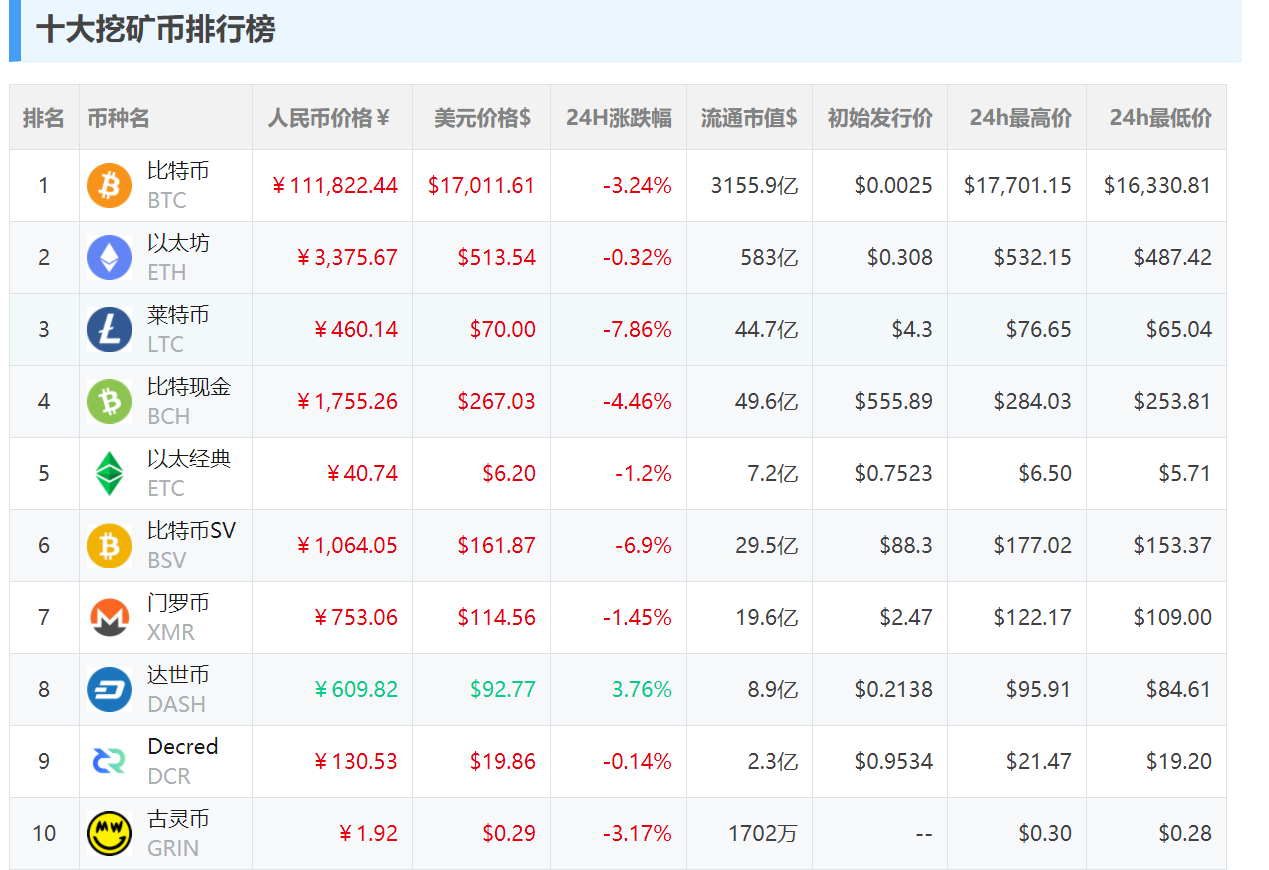 十大挖矿币排行榜
排名 币种名 人民币价格¥ 美元价格$ 24H涨跌幅 流通市值$ 初始发行价 24h最高价 24h最低价
1 比特币 ¥111,822.44 $17,011.61 -3.24% 3155.9亿 $0.0025 $17,701.15 $16,330.81
BTC
2 以太坊 ¥3,375.67 $513.54 -0.32% 583亿 $0.308 $532.15 $487.42
ETH
3 莱特币 ¥460.14 $70.00 -7.86% 44.7亿 $4.3 $76.65 $65.04
LTC
4 比特现金 ¥1,755.26 $267.03 -4.46% 49.6亿 $555.89 $284.03 $253.81
BCH
5 以太经典 ¥40.74 $6.20 -1.2% 7.2亿 $0.7523 $6.50 $5.71
ETC
6 比特币SV ¥1,064.05 $161.87 -6.9% 29.5亿 $88.3 $177.02 $153.37
BSV
7 门罗币 ¥753.06 $114.56 -1.45% 19.6亿 $2.47 $122.17 $109.00
XMR
8 达世币 ¥609.82 $92.77 3.76% 8.9亿 $0.2138 $95.91 $84.61
DASH
9 Decred ¥130.53 $19.86 -0.14% 2.3亿 $0.9534 $21.47 $19.20
DCR
10 古灵币 ¥1.92 $0.29 -3.17% 1702万 -- $0.30 $0.28
GRIN